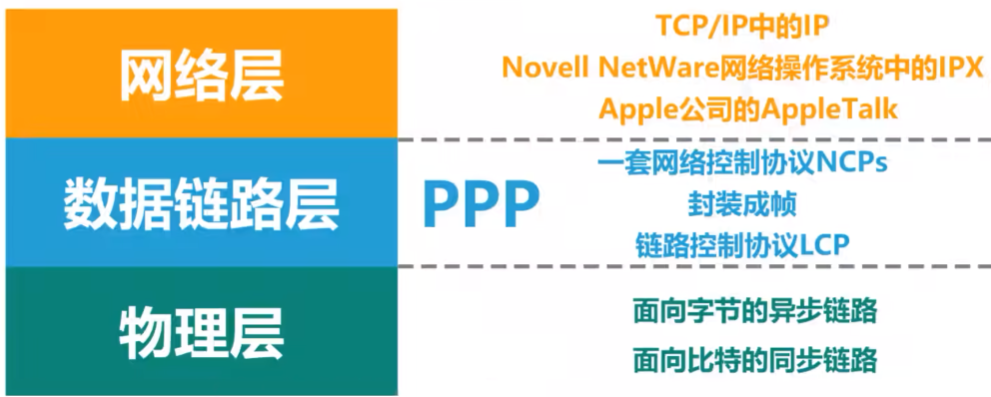 网络层
TCP/IP中的IP
Novell NetWare网络操作系统中的IPX
Apple公司的AppleTalk
数据链路层
PPP
一套网络控制协议NCPs
封装成帧
链路控制协议LCP
物理层
面向字节的异步链路
面向比特的同步链路